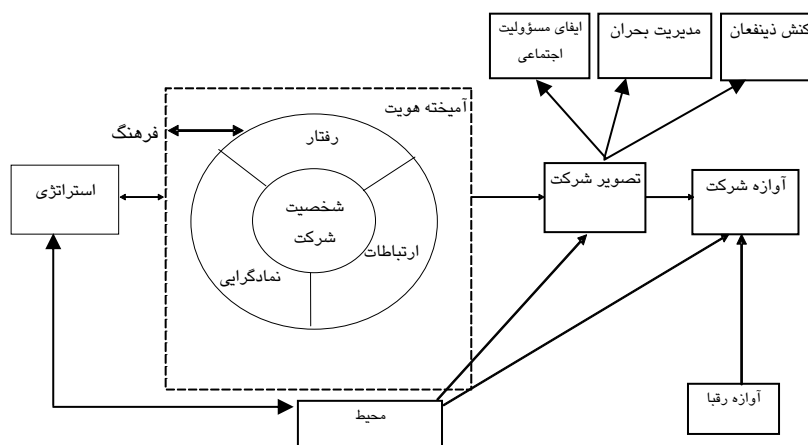 کنش ذینفعان
مدیریت بحران
ایفای مسؤولیت
اجتماعی
آمیخته هویت
فرهنگ
رفتار
شخصیت
شرکت
ارتباطات
نمادگرایی
استراتژی
تصویر شرکت
آوازه شرکت
آوازه رقبا
محیط